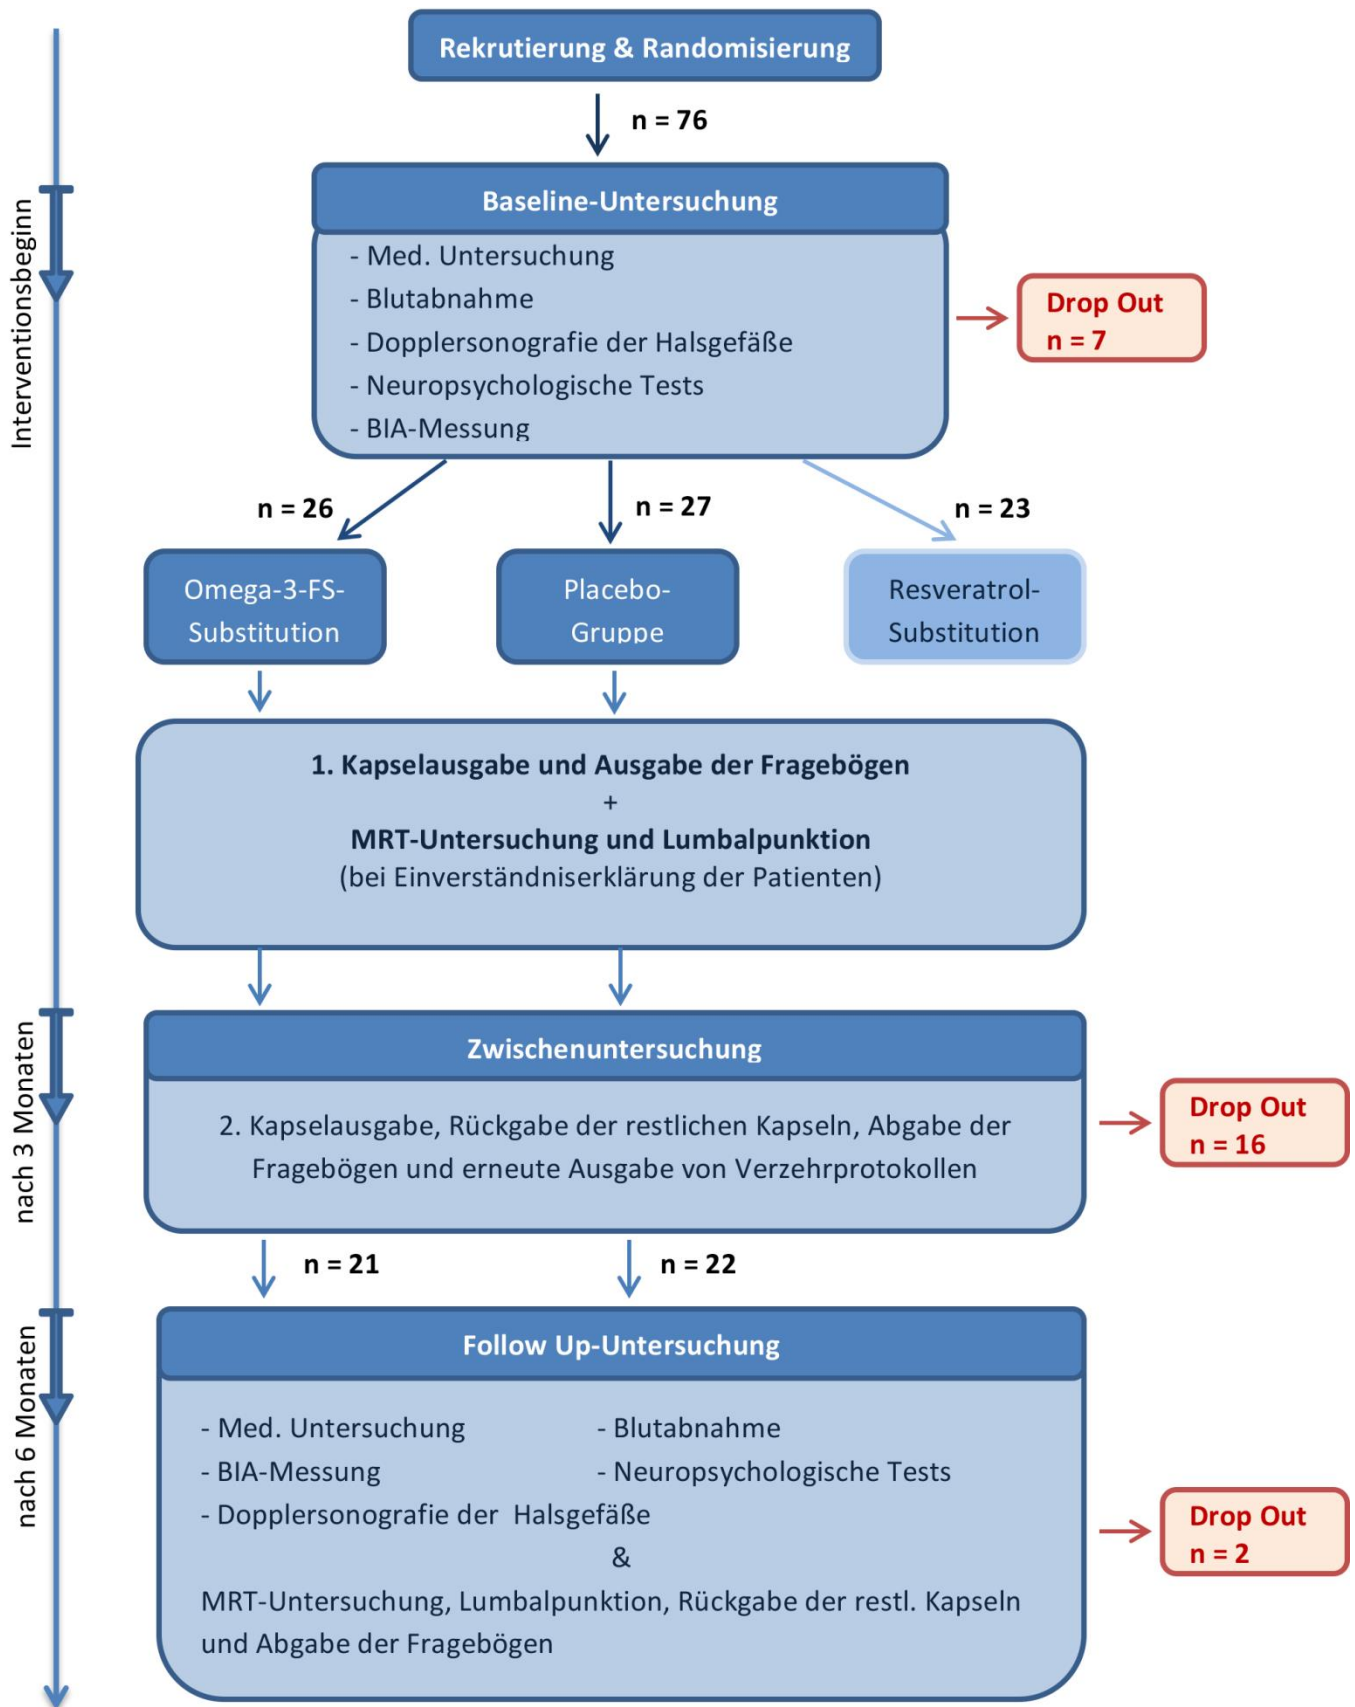 Rekrutierung & Randomisierung
n = 76
Baseline-Untersuchung
- Med. Untersuchung
- Blutabnahme
- Dopplersonografie der Halsgefäße
- Neuropsychologische Tests
- BIA-Messung
Drop Out
n = 7
Interventionsbeginn
n = 26
n = 27
n = 23
Omega-3-FS-
Substitution
Placebo-
Gruppe
Resveratrol-
Substitution
1. Kapselausgabe und Ausgabe der Fragebögen
+
MRT-Untersuchung und Lumbalpunktion
(bei Einverständniserklärung der Patienten)
nach 3 Monaten
Zwischenuntersuchung
2. Kapselausgabe, Rückgabe der restlichen Kapseln, Abgabe der
Fragebögen und erneute Ausgabe von Verzehrprotokollen
Drop Out
n = 16
n = 21
n = 22
nach 6 Monaten
Follow Up-Untersuchung
- Med. Untersuchung - Blutabnahme
- BIA-Messung - Neuropsychologische Tests
- Dopplersonografie der Halsgefäße
&
MRT-Untersuchung, Lumbalpunktion, Rückgabe der restl. Kapseln
und Abgabe der Fragebögen
Drop Out
n = 2